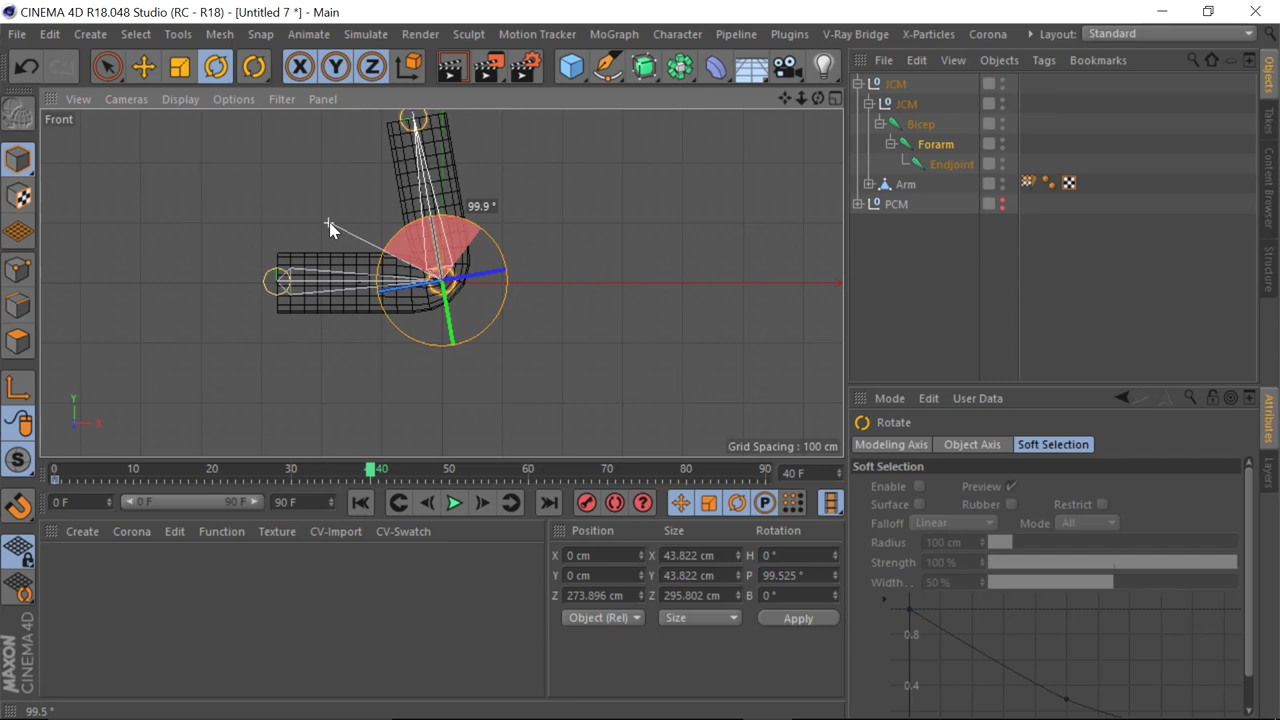 CINEMA 4D R18.048 Studio (RC - R18) - [Untitled 7 *] - Main
File Edit Create Select Tools Mesh Snap Animate Simulate Render Sculpt Motion Tracker MoGraph Character Pipeline Plugins V-Ray Bridge X-Particles Corona Layout: Standard
File Edit View Objects Tags Bookmarks
View Cameras Display Options Filter Panel
Front
JCM
JCM
Bicep
Forarm
Endjoint
Arm
PCM
99.9 °
Y
X
Grid Spacing : 100 cm
Objects
Takes
Content Browser
Structure
Mode Edit User Data
Rotate
Modeling Axis Object Axis Soft Selection
Soft Selection
Enable Preview
Surface Rubber Restrict
Falloff Linear Mode All
Radius 100 cm
Strength 100 %
Width . . 50 %
0.8
0.4
Attributes
Layers
0 10 20 30 40 50 60 70 80 90 40 F
0 F 0 F 90 F 90 F
Create Corona Edit Function Texture CV-Import CV-Swatch
Position Size Rotation
X 0 cm X 43.822 cm H 0 °
Y 0 cm Y 43.822 cm P 99.525 °
Z 273.896 cm Z 295.802 cm B 0 °
Object (Rel) Size Apply
MAXON
CINEMA 4D
99.5 °